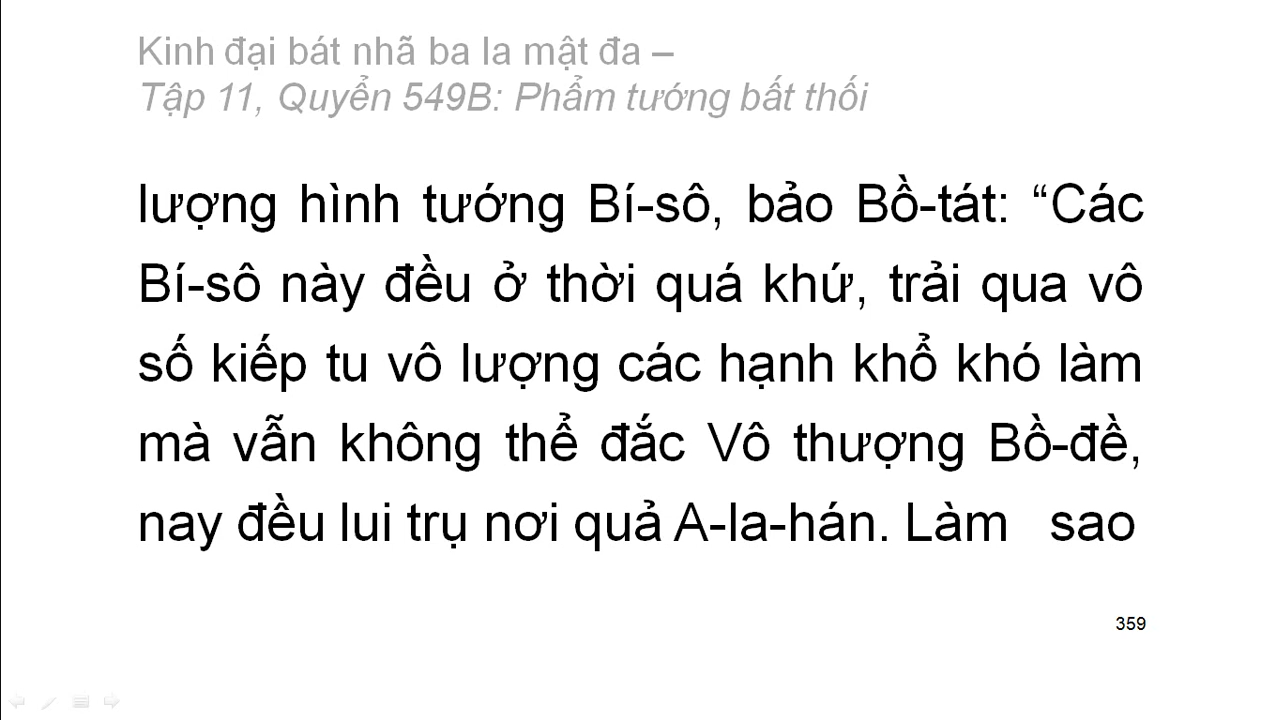 Kinh đại bát nhã ba la mật đa –
Tập 11, Quyển 549B: Phẩm tướng bất thối
lượng hình tướng Bí-sô, bảo Bồ-tát: “Các
Bí-sô này đều ở thời quá khứ, trải qua vô
số kiếp tu vô lượng các hạnh khổ khó làm
mà vẫn không thể đắc Vô thượng Bồ-đề,
nay đều lui trụ nơi quả A-la-hán. Làm sao
359